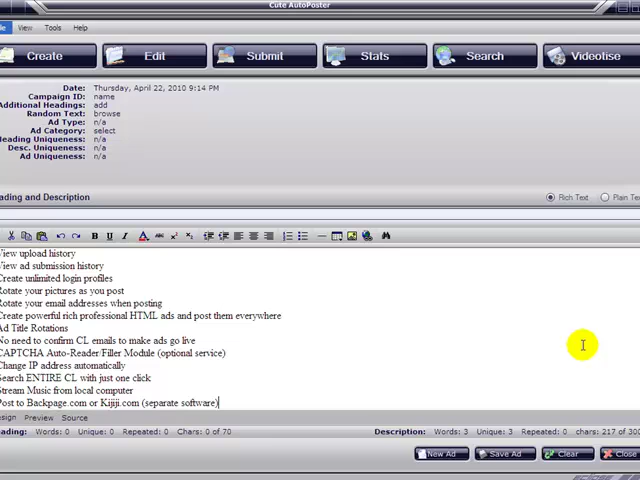 Cute AutoPoster
View Tools Help
Create Edit Submit Stats Search Videotise
Date: Thursday, April 22, 2010 9:14 PM
Campaign ID: name
Additional Headings: add
Random Text: browse
Ad Type: n/a
Ad Category: select
Heading Uniqueness: n/a
Desc. Uniqueness: n/a
Ad Uniqueness: n/a
ading and Description Rich Text Plain Tex
View upload history
View ad submission history
Create unlimited login profiles
Rotate your pictures as you post
Rotate your email addresses when posting
Create powerful rich professional HTML ads and post them everywhere
Ad Title Rotations
No need to confirm CL emails to make ads go live
CAPTCHA Auto-Reader/Filler Module (optional service)
Change IP address automatically
Search ENTIRE CL with just one click
Stream Music from local computer
Post to Backpage.com or Kijiji.com (separate software)
esign Preview Source
eading: Words: 0 Unique: 0 Repeated: 0 Chars: 0 of 70 Description: Words: 3 Unique: 3 Repeated: 0 chars: 217 of 300
New Ad Save Ad Clear Close